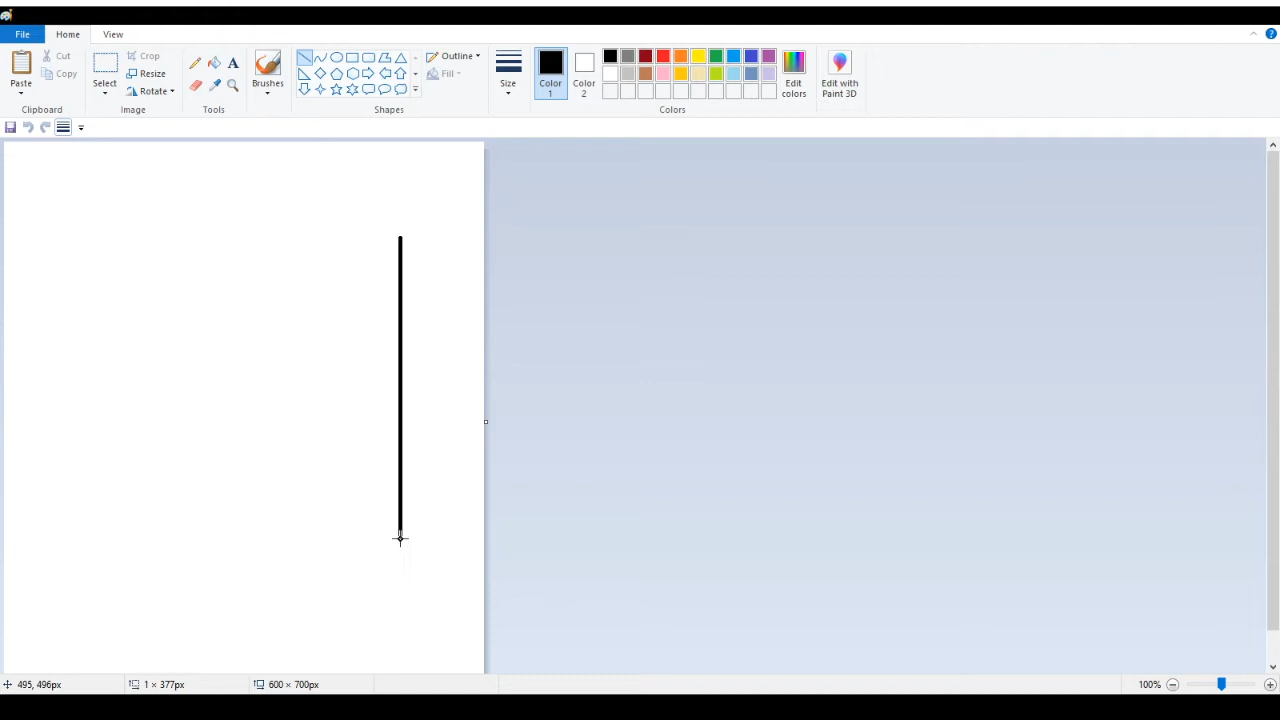 File Home View
Paste Cut Copy Clipboard
Select Crop Resize Rotate Image
Tools
Brushes
Shapes Outline Fill
Size
Color 1
Color 2
Edit colors
Colors
Edit with Paint 3D
495, 496px 1 × 377px 600 × 700px 100%